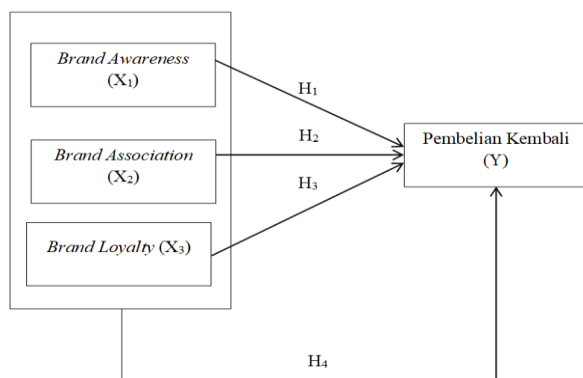 Brand Awareness
(X₁)
H₁
H₂
Pembelian Kembali
(Y)
Brand Association
(X₂)
H₃
Brand Loyalty (X₃)
H₄